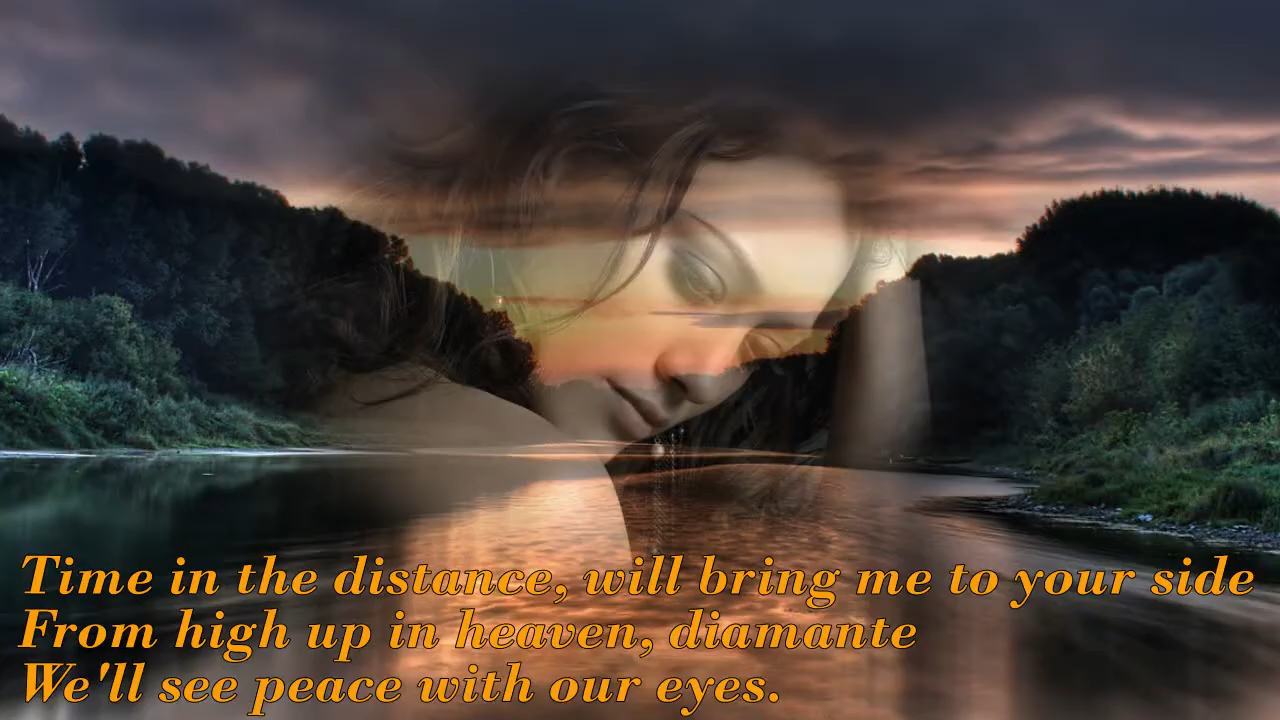 Time in the distance, will bring me to your side
From high up in heaven, diamante
We'll see peace with our eyes.